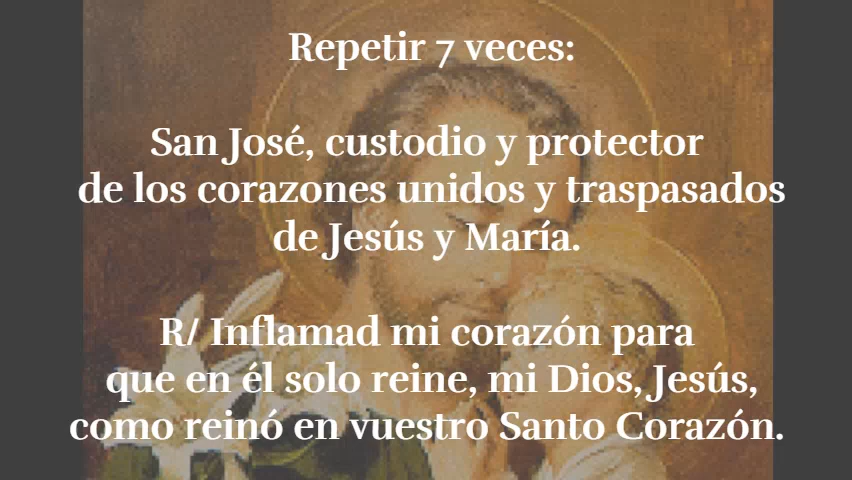 Repetir 7 veces:
San José, custodio y protector
de los corazones unidos y traspasados
de Jesús y María.
R/ Inflamad mi corazón para
que en él solo reine, mi Dios, Jesús,
como reinó en vuestro Santo Corazón.